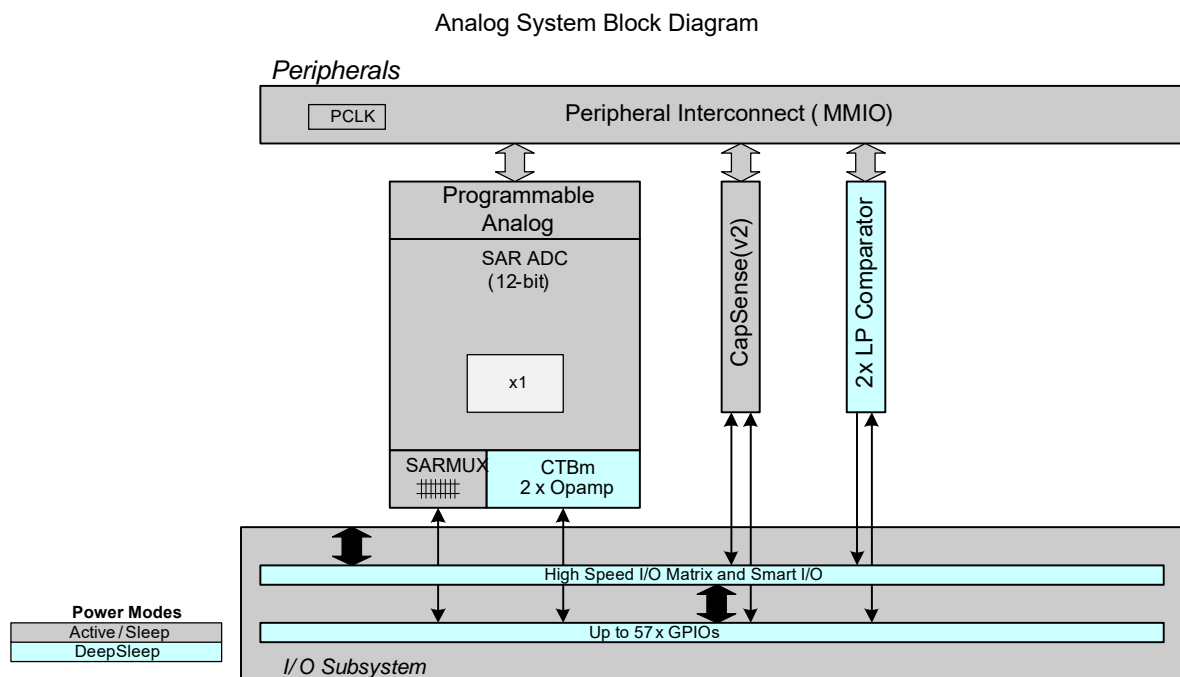 Analog System Block Diagram
Peripherals
PCLK
Peripheral Interconnect ( MMIO)
Programmable
Analog
SAR ADC
(12-bit)
x1
SARMUX
CTBm
2 x Opamp
CapSense(v2)
2x LP Comparator
High Speed I/O Matrix and Smart I/O
Up to 57x GPIOs
I/O Subsystem
Power Modes
Active/Sleep
DeepSleep